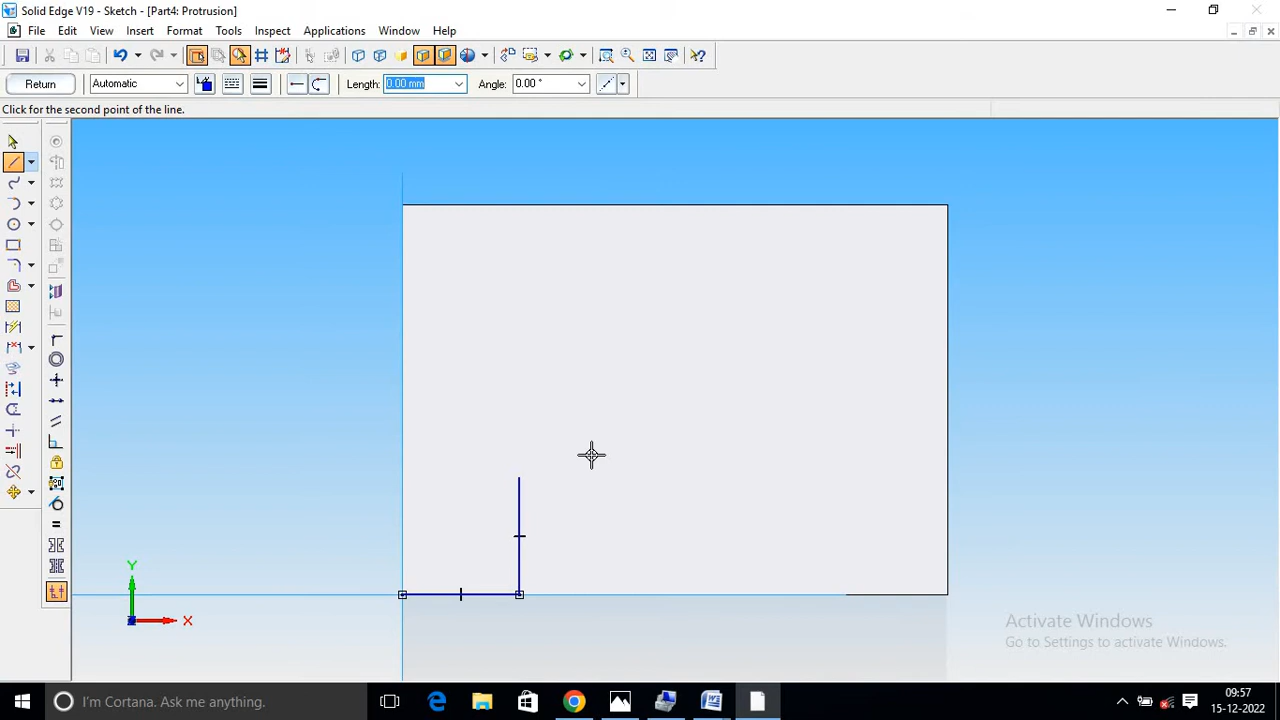 Solid Edge V19 - Sketch - [Part4: Protrusion]
File Edit View Insert Format Tools Inspect Applications Window Help
Return Automatic Length: 0.00 mm Angle: 0.00 °
Click for the second point of the line.
Y
X
Activate Windows
Go to Settings to activate Windows.
I'm Cortana. Ask me anything.
09:57
15-12-2022